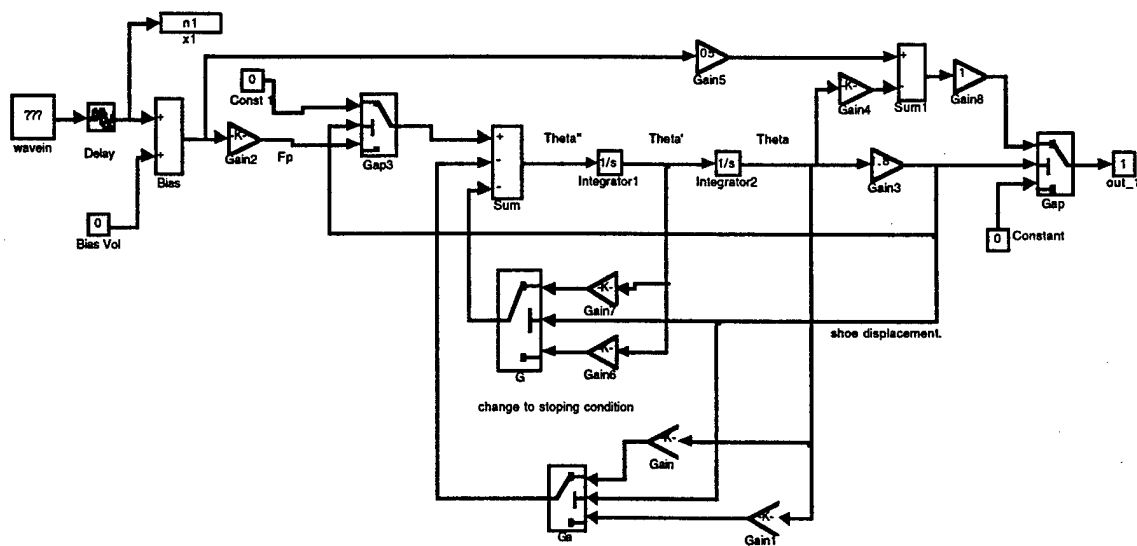 n1
x1
???
wavein
Delay
+
+
Bias
0
Bias Vol
-K-
Gain2
Fp
0
Const 1
Gap3
+
-
-
Sum
Theta"
1/s
Integrator1
Theta'
1/s
Integrator2
Theta
Gain5
-K-
Gain4
+
-
Sum1
1
Gain8
.8
Gain3
Gap
1
out_1
0
Constant
-K-
Gain7
-K-
Gain6
G
shoe displacement.
change to stoping condition
-K-
Gain
-K-
Gain1
Ga